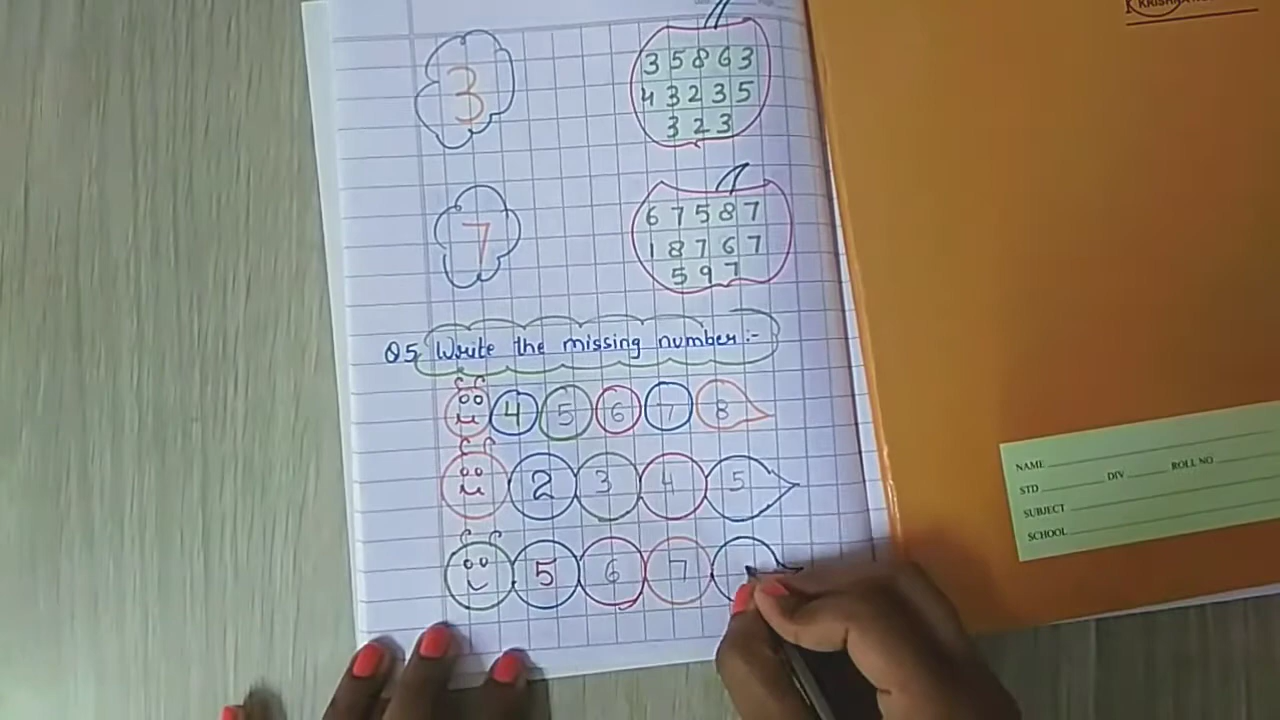 3
3 5 8 6 3
4 3 2 3 5
3 2 3
7
6 7 5 8 7
1 8 7 6 7
5 9 7
Q5 Write the missing number:-
4 5 6 7 8
2 3 4 5
5 6 7
NAME
STD DIV ROLL NO
SUBJECT
SCHOOL